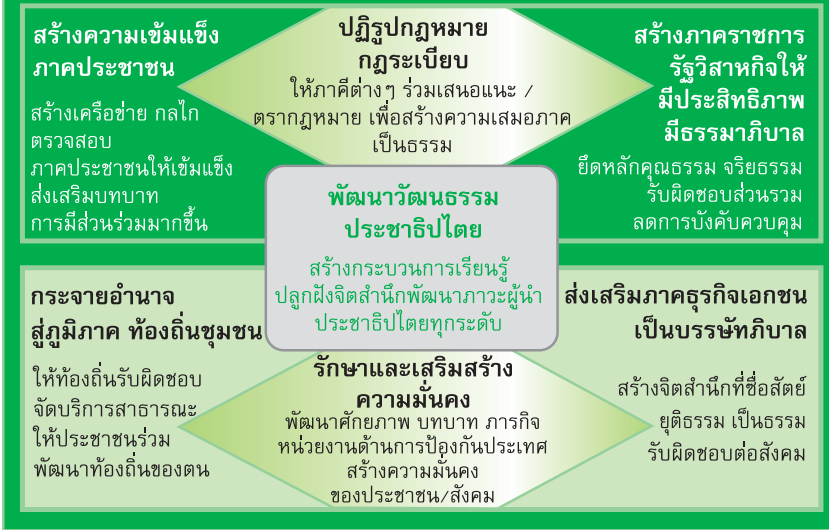 สร้างความเข้มแข็ง
ภาคประชาชน
สร้างเครือข่าย กลไก
ตรวจสอบ
ภาคประชาชนให้เข้มแข็ง
ส่งเสริมบทบาท
การมีส่วนร่วมมากขึ้น
ปฏิรูปกฎหมาย
กฎระเบียบ
ให้ภาคีต่างๆ ร่วมเสนอแนะ /
ตรากฎหมาย เพื่อสร้างความเสมอภาค
เป็นธรรม
สร้างภาคราชการ
รัฐวิสาหกิจให้
มีประสิทธิภาพ
มีธรรมาภิบาล
ยึดหลักคุณธรรม จริยธรรม
รับผิดชอบส่วนรวม
ลดการบังคับควบคุม
พัฒนาวัฒนธรรม
ประชาธิปไตย
สร้างกระบวนการเรียนรู้
ปลูกฝังจิตสำนึกพัฒนาภาวะผู้นำ
ประชาธิปไตยทุกระดับ
กระจายอำนาจ
สู่ภูมิภาค ท้องถิ่นชุมชน
ให้ท้องถิ่นรับผิดชอบ
จัดบริการสาธารณะ
ให้ประชาชนร่วม
พัฒนาท้องถิ่นของตน
รักษาและเสริมสร้าง
ความมั่นคง
พัฒนาศักยภาพ บทบาท ภารกิจ
หน่วยงานด้านการป้องกันประเทศ
สร้างความมั่นคง
ของประชาชน/สังคม
ส่งเสริมภาคธุรกิจเอกชน
เป็นบรรษัทภิบาล
สร้างจิตสำนึกที่ซื่อสัตย์
ยุติธรรม เป็นธรรม
รับผิดชอบต่อสังคม